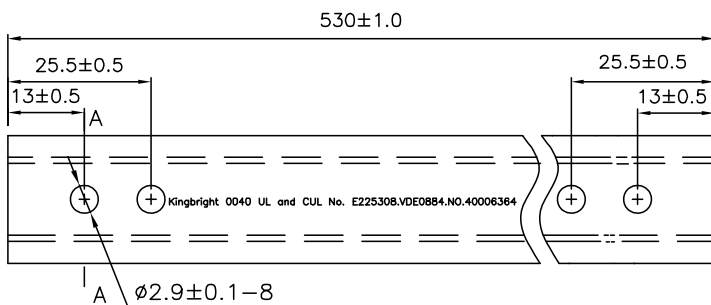 530±1.0
25.5±0.5 25.5±0.5
13±0.5 13±0.5
A
Kingbright 0040 UL and CUL No. E225308.VDE0884.NO.40006364
A ø2.9±0.1-8